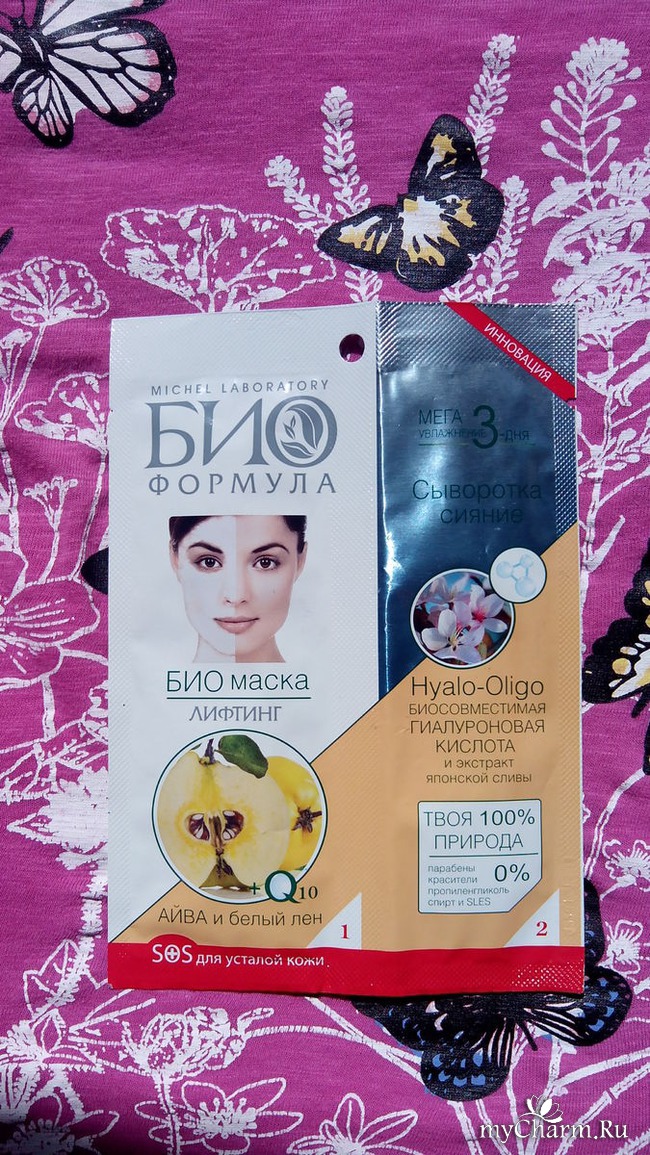 MICHEL LABORATORY
БИО
ФОРМУЛА
БИО маска
ЛИФТИНГ
+Q10
АЙВА и белый лен
1
SOS для усталой кожи
ИННОВАЦИЯ
МЕГА
УВЛАЖНЕНИЕ 3-ДНЯ
Сыворотка
сияние
Hyalo-Oligo
БИОСОВМЕСТИМАЯ
ГИАЛУРОНОВАЯ
КИСЛОТА
и экстракт
японской сливы
ТВОЯ 100%
ПРИРОДА
парабены
красители 0%
пропиленгликоль
спирт и SLES
2
myCharm.Ru